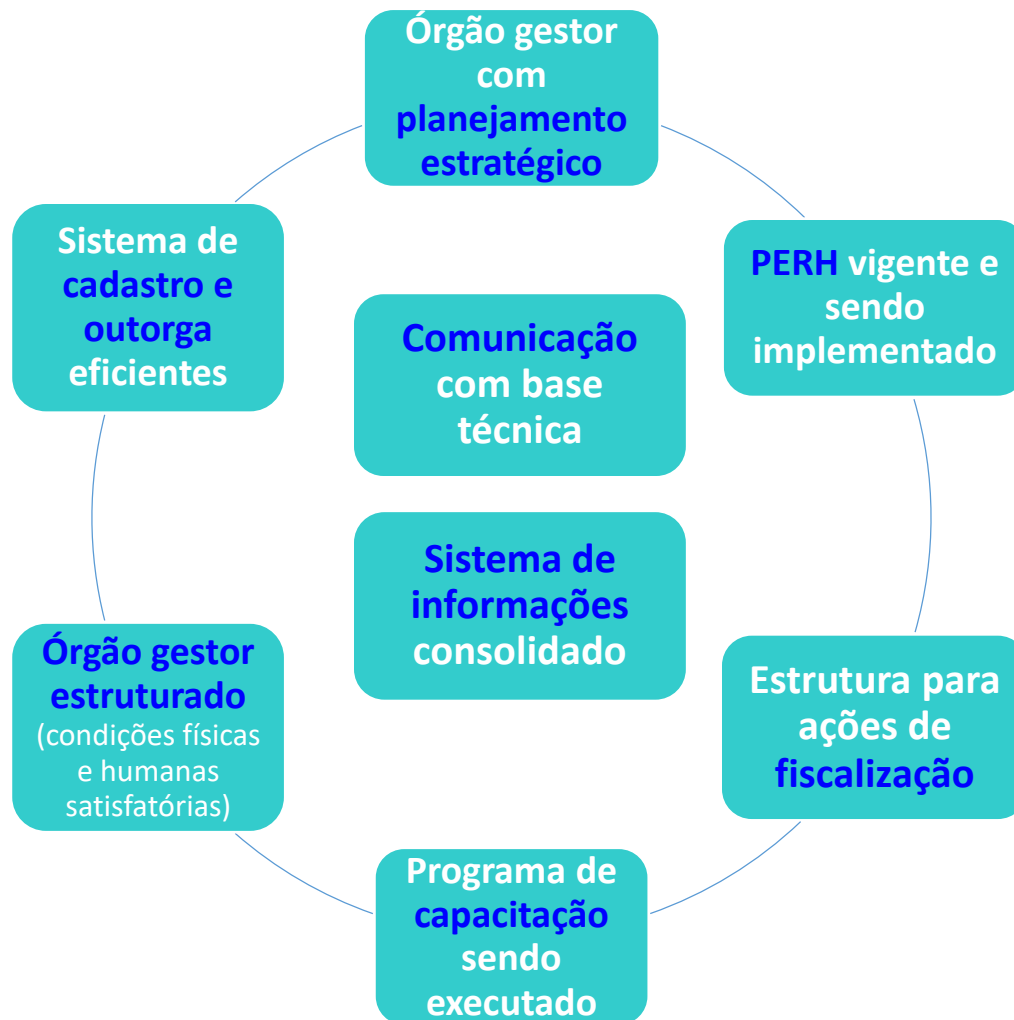 Órgão gestor
com
planejamento
estratégico
Sistema de
cadastro e
outorga
eficientes
PERH vigente e
sendo
implementado
Comunicação
com base
técnica
Sistema de
informações
consolidado
Órgão gestor
estruturado
(condições físicas
e humanas
satisfatórias)
Estrutura para
ações de
fiscalização
Programa de
capacitação
sendo
executado